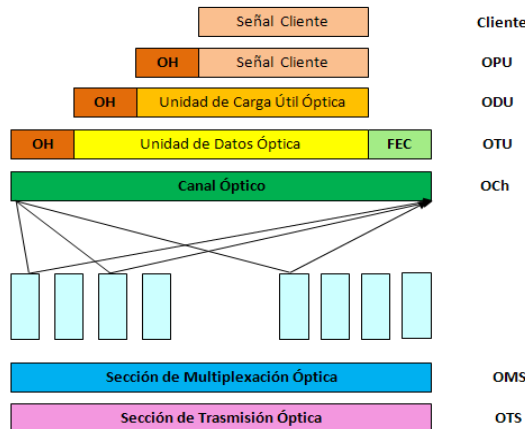 Señal Cliente Cliente
OH Señal Cliente OPU
OH Unidad de Carga Útil Óptica ODU
OH Unidad de Datos Óptica FEC OTU
Canal Óptico OCh
Sección de Multiplexación Óptica OMS
Sección de Trasmisión Óptica OTS